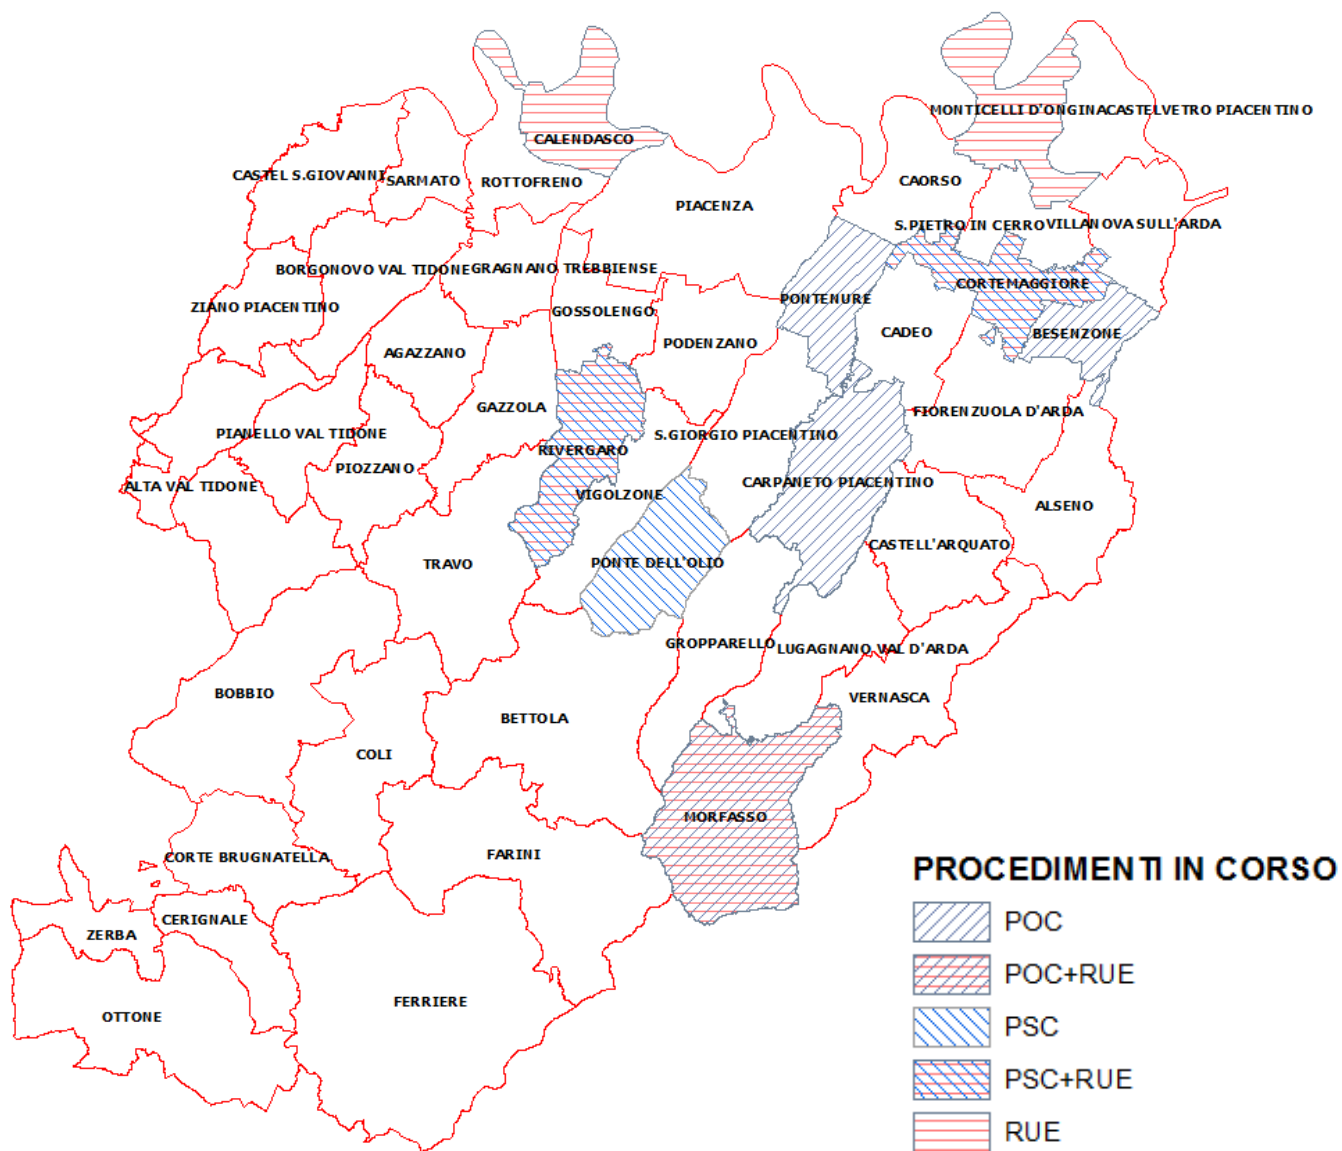 MONTICELLI D'ONGINA
CASTELVETRO PIACENTINO
CALENDASCO
CASTEL S.GIOVANNI
SARMATO
ROTTOFRENO
CAORSO
PIACENZA
S.PIETRO IN CERRO
VILLANOVA SULL'ARDA
BORGONOVO VAL TIDONE
GRAGNANO TREBBIENSE
CORTEMAGGIORE
ZIANO PIACENTINO
GOSSOLENGO
PONTENURE
CADEO
BESENZONE
AGAZZANO
PODENZANO
GAZZOLA
FIORENZUOLA D'ARDA
PIANELLO VAL TIDONE
S.GIORGIO PIACENTINO
RIVERGARO
PIOZZANO
ALTA VAL TIDONE
VIGOLZONE
CARPANETO PIACENTINO
ALSENO
CASTELL'ARQUATO
TRAVO
PONTE DELL'OLIO
GROPPARELLO
LUGAGNANO VAL D'ARDA
BOBBIO
VERNASCA
BETTOLA
COLI
MORFASSO
CORTE BRUGNATELLA
FARINI
CERIGNALE
ZERBA
FERRIERE
OTTONE
PROCEDIMENTI IN CORSO
POC
POC+RUE
PSC
PSC+RUE
RUE